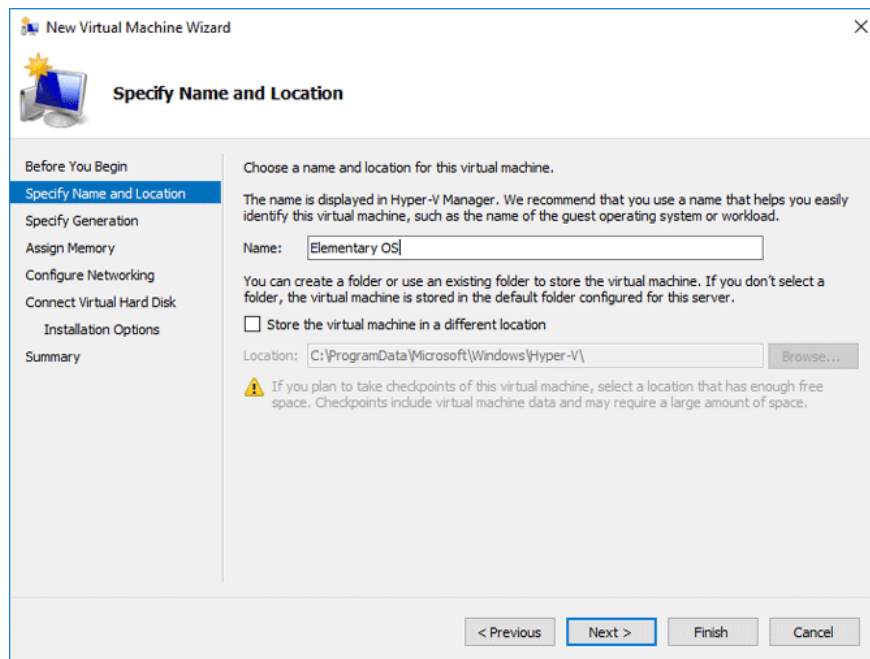 New Virtual Machine Wizard
Specify Name and Location
Before You Begin
Specify Name and Location
Specify Generation
Assign Memory
Configure Networking
Connect Virtual Hard Disk
Installation Options
Summary
Choose a name and location for this virtual machine.
The name is displayed in Hyper-V Manager. We recommend that you use a name that helps you easily
identify this virtual machine, such as the name of the guest operating system or workload.
Name: Elementary OS
You can create a folder or use an existing folder to store the virtual machine. If you don't select a
folder, the virtual machine is stored in the default folder configured for this server.
Store the virtual machine in a different location
Location: C:\ProgramData\Microsoft\Windows\Hyper-V\ Browse...
If you plan to take checkpoints of this virtual machine, select a location that has enough free
space. Checkpoints include virtual machine data and may require a large amount of space.
< Previous Next > Finish Cancel